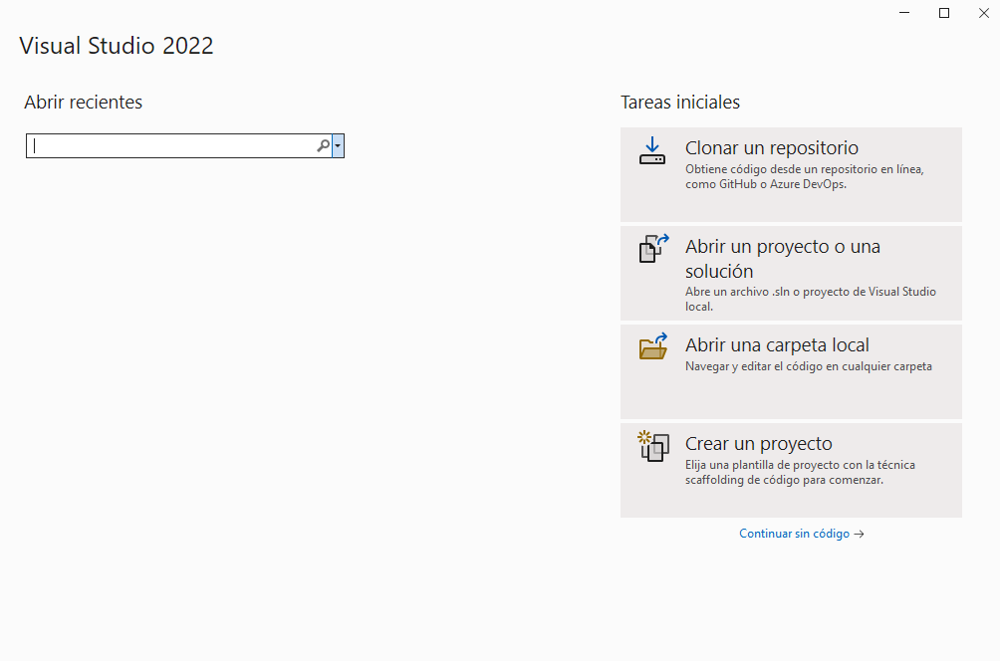 Visual Studio 2022
Abrir recientes
Tareas iniciales
Clonar un repositorio
Obtiene código desde un repositorio en línea,
como GitHub o Azure DevOps.
Abrir un proyecto o una
solución
Abre un archivo .sln o proyecto de Visual Studio
local.
Abrir una carpeta local
Navegar y editar el código en cualquier carpeta
Crear un proyecto
Elija una plantilla de proyecto con la técnica
scaffolding de código para comenzar.
Continuar sin código →